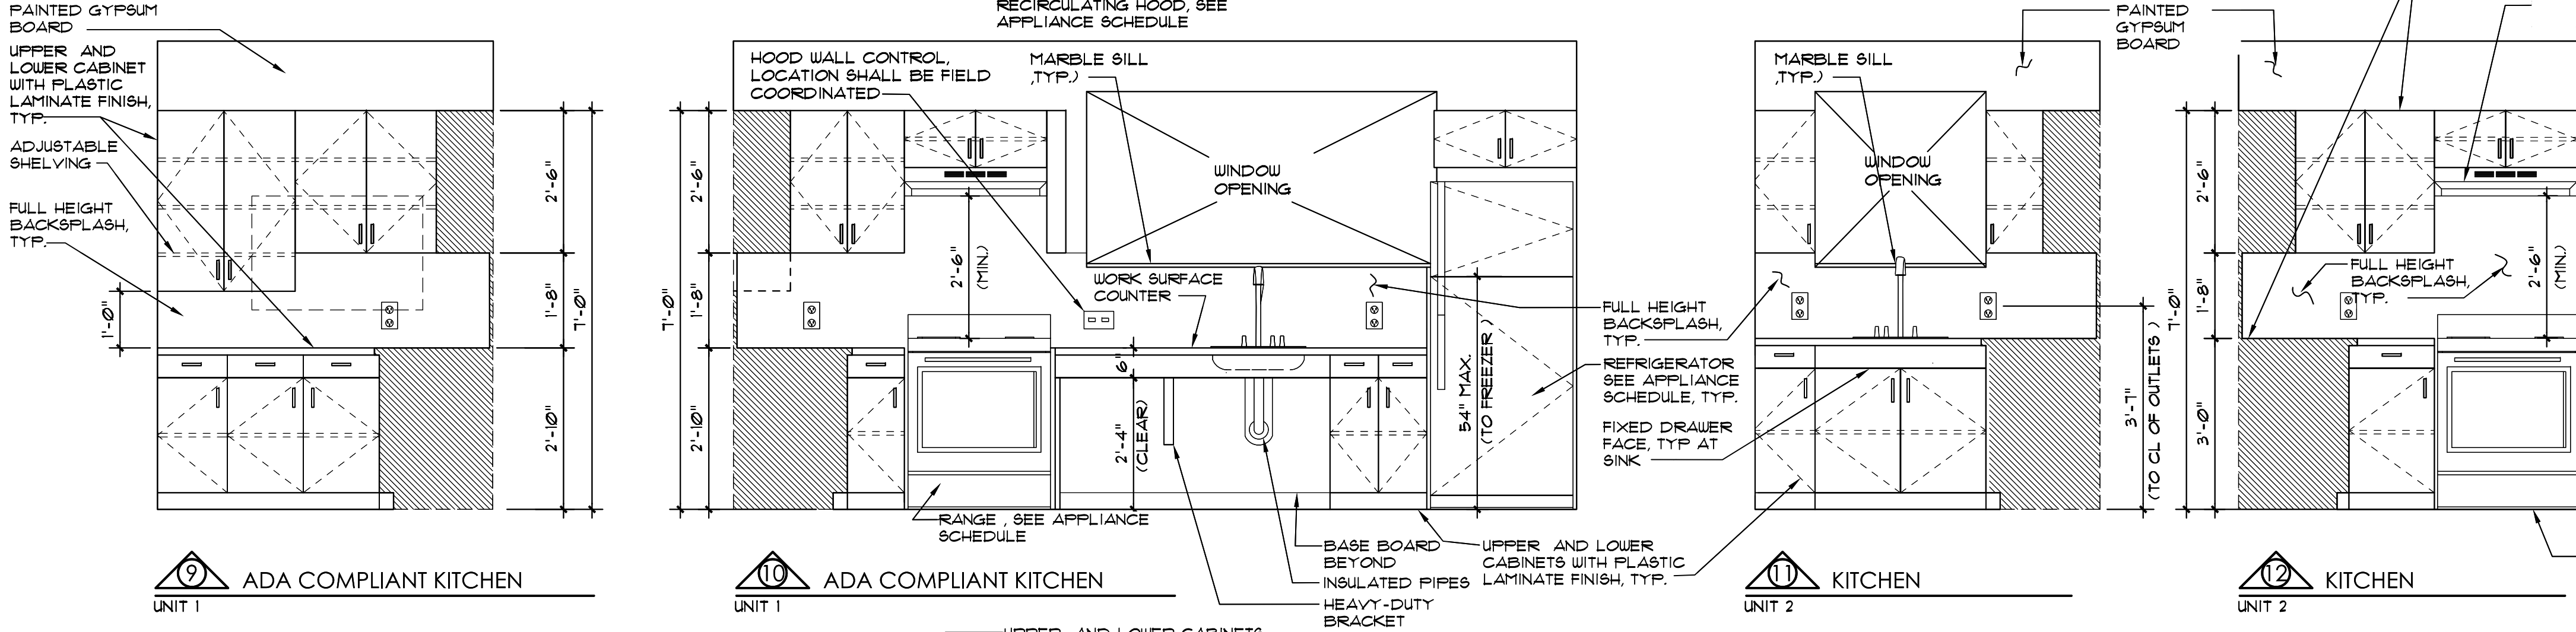 PAINTED GYPSUM
BOARD
UPPER AND
LOWER CABINET
WITH PLASTIC
LAMINATE FINISH,
TYP.
ADJUSTABLE
SHELVING
FULL HEIGHT
BACKSPLASH,
TYP.
1'-0"
2'-6"
1'-8"
7'-0"
2'-10"
9
ADA COMPLIANT KITCHEN
UNIT 1
RECIRCULATING HOOD, SEE
APPLIANCE SCHEDULE
HOOD WALL CONTROL,
LOCATION SHALL BE FIELD
COORDINATED
MARBLE SILL
,TYP.)
WINDOW
OPENING
7'-0"
2'-6"
1'-8"
2'-10"
2'-6"
(MIN.)
WORK SURFACE
COUNTER
6"
2'-4"
(CLEAR)
54" MAX.
(TO FREEZER )
RANGE , SEE APPLIANCE
SCHEDULE
FULL HEIGHT
BACKSPLASH,
TYP.
REFRIGERATOR
SEE APPLIANCE
SCHEDULE, TYP.
FIXED DRAWER
FACE, TYP AT
SINK
BASE BOARD
BEYOND
INSULATED PIPES
HEAVY-DUTY
BRACKET
UPPER AND LOWER
CABINETS WITH PLASTIC
LAMINATE FINISH, TYP.
10
ADA COMPLIANT KITCHEN
UNIT 1
UPPER AND LOWER CABINETS
MARBLE SILL
,TYP.)
WINDOW
OPENING
PAINTED
GYPSUM
BOARD
3'-7"
(TO CL OF OUTLETS )
11
KITCHEN
UNIT 2
7'-0"
2'-6"
1'-8"
3'-0"
FULL HEIGHT
BACKSPLASH,
TYP.
2'-6"
(MIN.)
12
KITCHEN
UNIT 2